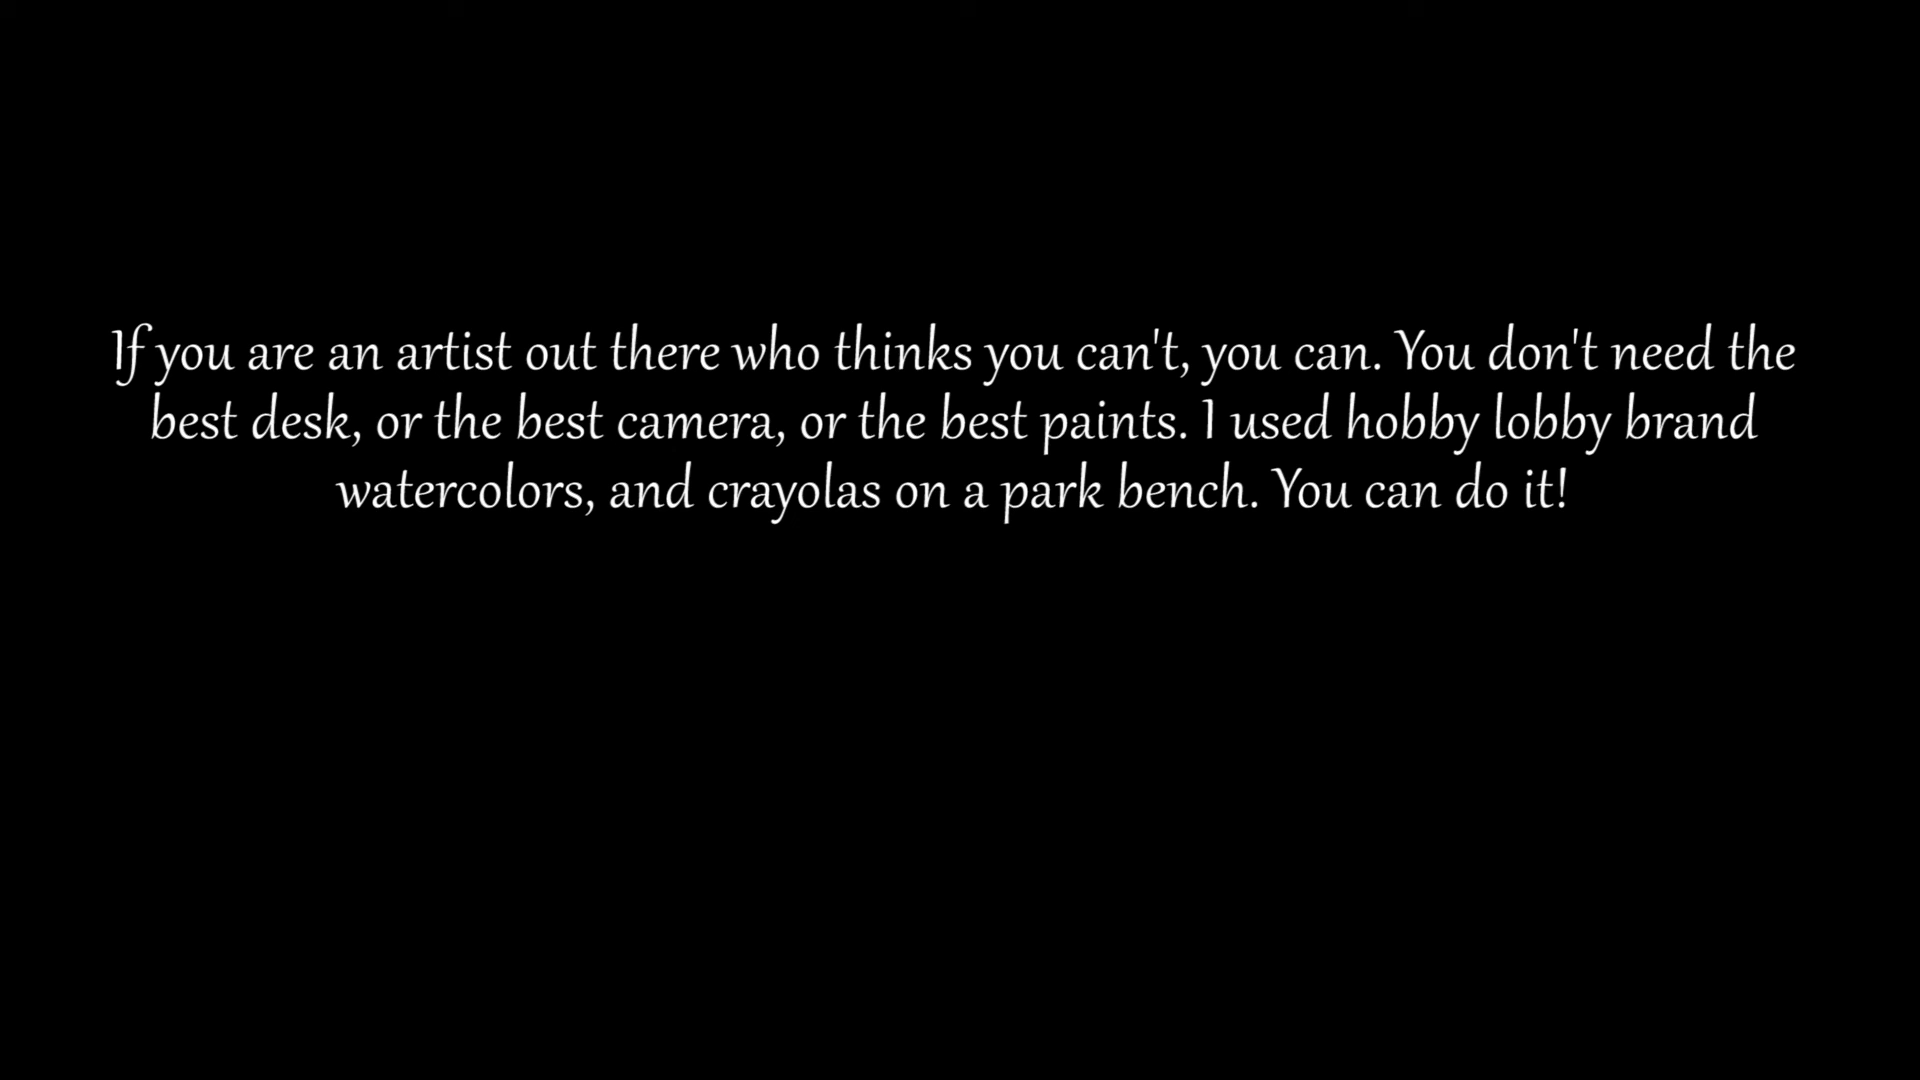 If you are an artist out there who thinks you can't, you can. You don't need the
best desk, or the best camera, or the best paints. I used hobby lobby brand
watercolors, and crayolas on a park bench. You can do it!